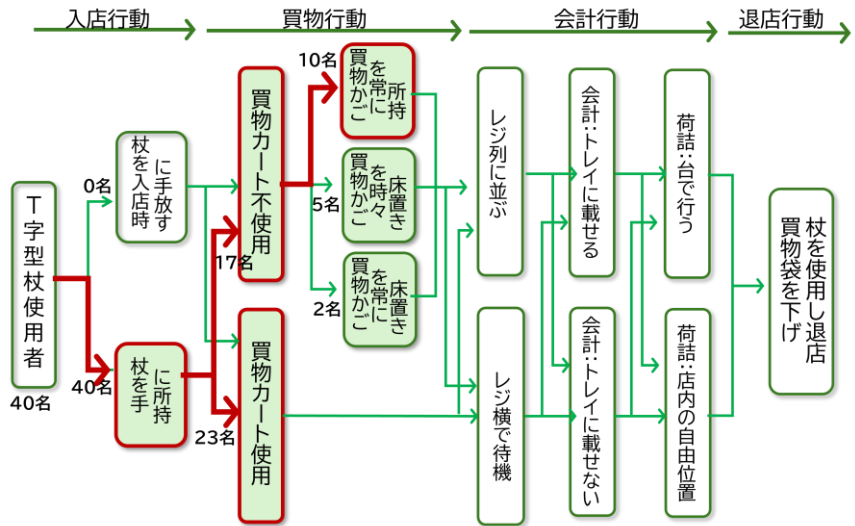 入店行動
買物行動
会計行動
退店行動
T字型杖使用者
40名
0名
杖を入店時
に手放す
40名
杖を手
に所持
買物カート不使用
17名
買物カート使用
23名
10名
買物かご
を常に
所持
5名
買物かご
を時々
床置き
2名
買物かご
を常に
床置き
レジ列に並ぶ
レジ横で待機
会計:トレイに載せる
会計:トレイに載せない
荷詰:台で行う
荷詰:店内の自由位置
杖を使用し退店
買物袋を下げ